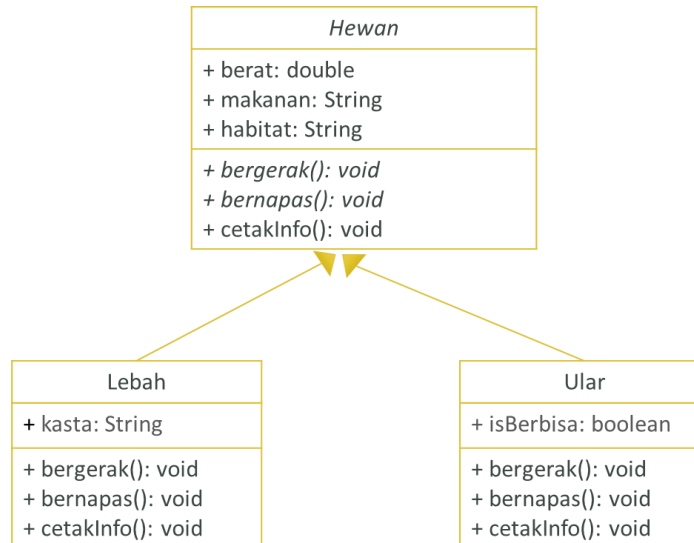 Hewan
+ berat: double
+ makanan: String
+ habitat: String
+ bergerak(): void
+ bernapas(): void
+ cetakInfo(): void
Lebah
+ kasta: String
+ bergerak(): void
+ bernapas(): void
+ cetakInfo(): void
Ular
+ isBerbisa: boolean
+ bergerak(): void
+ bernapas(): void
+ cetakInfo(): void